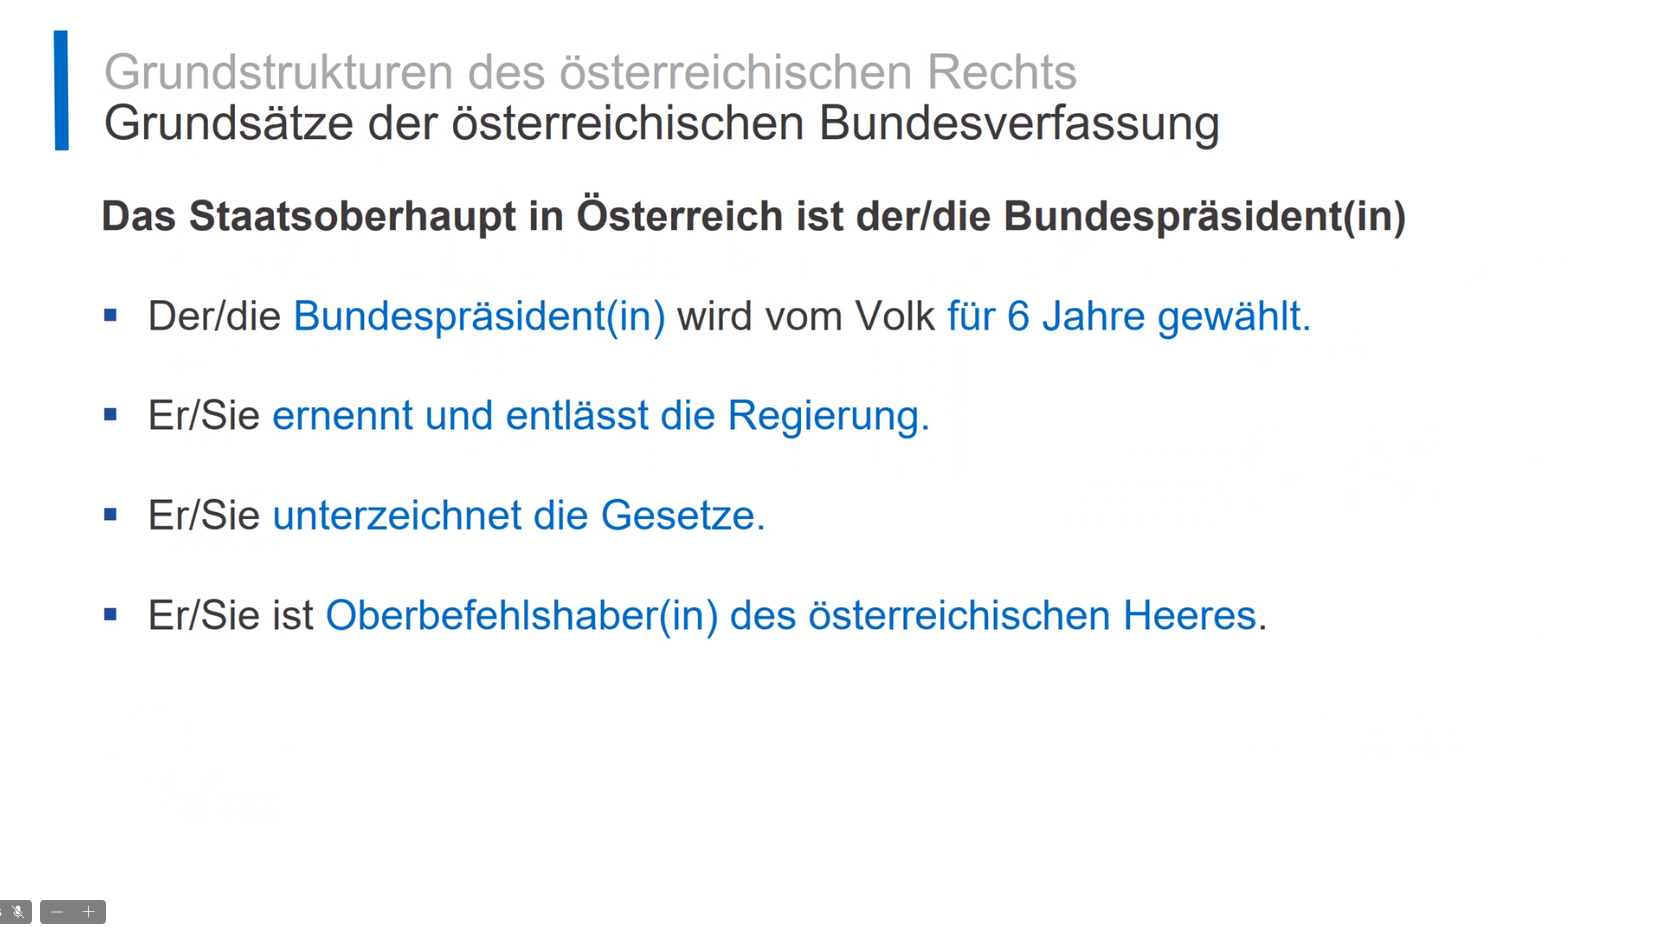 Grundstrukturen des österreichischen Rechts
Grundsätze der österreichischen Bundesverfassung
Das Staatsoberhaupt in Österreich ist der/die Bundespräsident(in)
▪ Der/die Bundespräsident(in) wird vom Volk für 6 Jahre gewählt.
▪ Er/Sie ernennt und entlässt die Regierung.
▪ Er/Sie unterzeichnet die Gesetze.
▪ Er/Sie ist Oberbefehlshaber(in) des österreichischen Heeres.